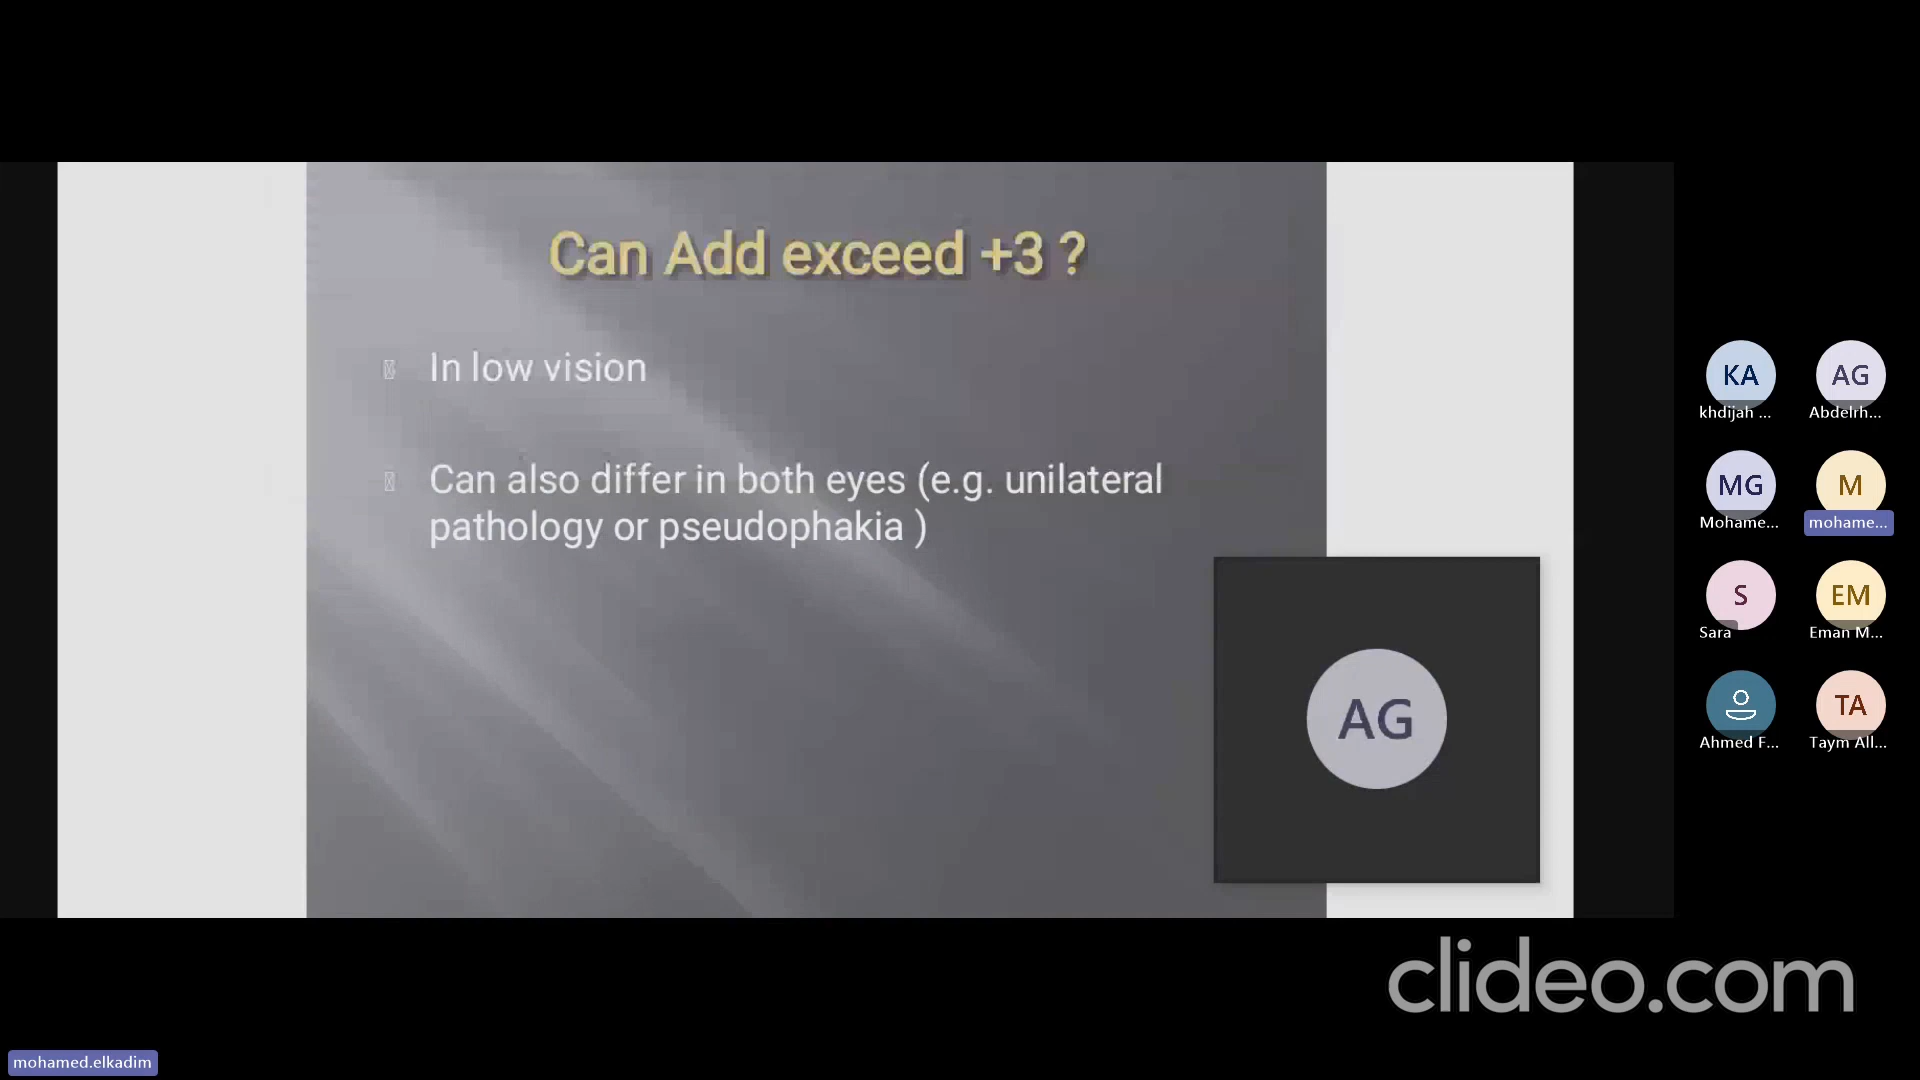 Can Add exceed +3 ?
In low vision
Can also differ in both eyes (e.g. unilateral
pathology or pseudophakia )
AG
KA
AG
khdijah ...
Abdelrh...
MG
M
Mohame...
mohame...
S
EM
Sara
Eman M...
TA
Ahmed F...
Taym All...
clideo.com
mohamed.elkadim